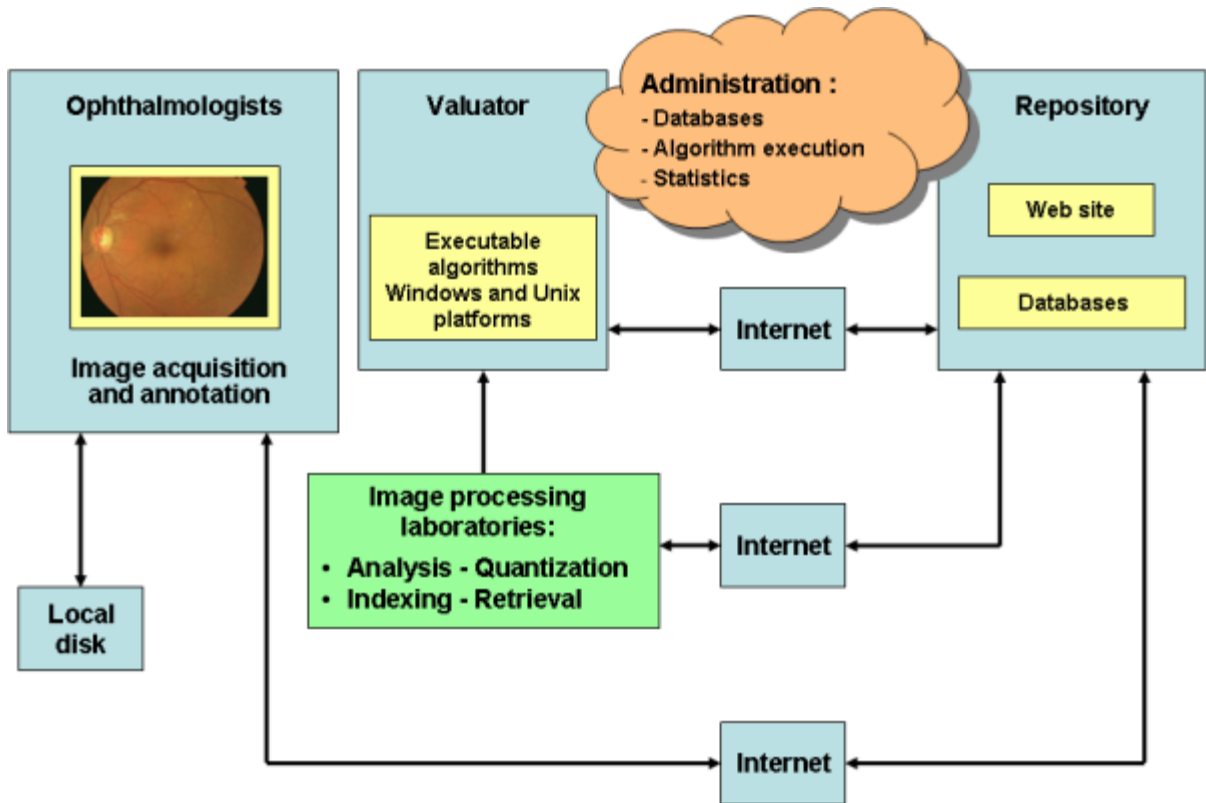 Ophthalmologists
Image acquisition
and annotation
Local
disk
Valuator
Executable
algorithms
Windows and Unix
platforms
Administration :
- Databases
- Algorithm execution
- Statistics
Repository
Web site
Databases
Internet
Image processing
laboratories:
• Analysis - Quantization
• Indexing - Retrieval
Internet
Internet